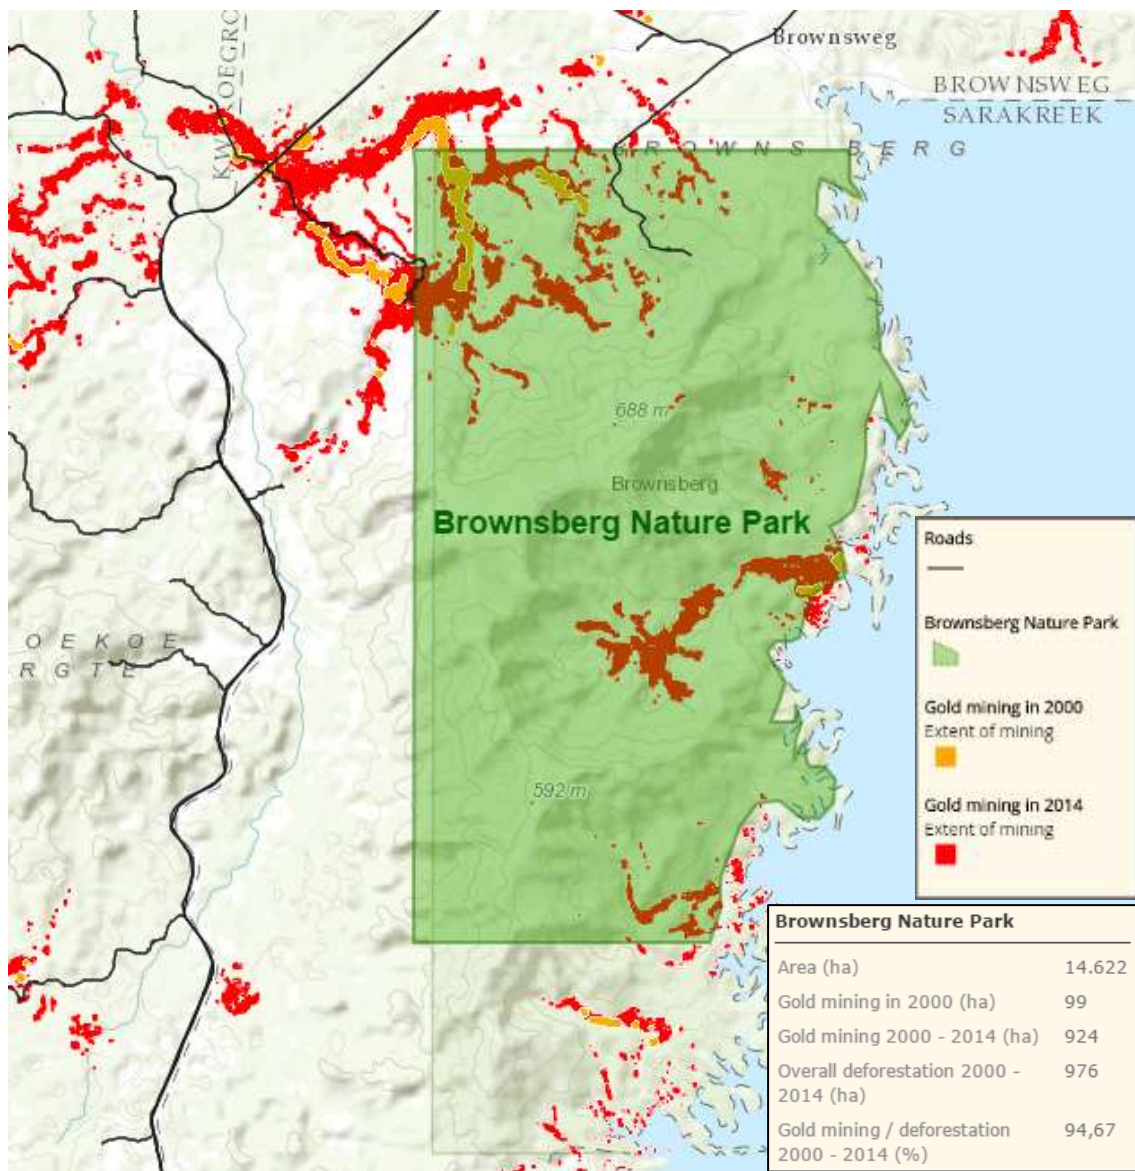 Brownsweg
BROWNSWEG
SARAKREEK
BROWNS BERG
688 m
Brownsberg
Brownsberg Nature Park
OEKOE
RGTE
592 m
Roads
Brownsberg Nature Park
Gold mining in 2000
Extent of mining
Gold mining in 2014
Extent of mining
Brownsberg Nature Park
Area (ha) 14.622
Gold mining in 2000 (ha) 99
Gold mining 2000 - 2014 (ha) 924
Overall deforestation 2000 - 976
2014 (ha)
Gold mining / deforestation 94,67
2000 - 2014 (%)